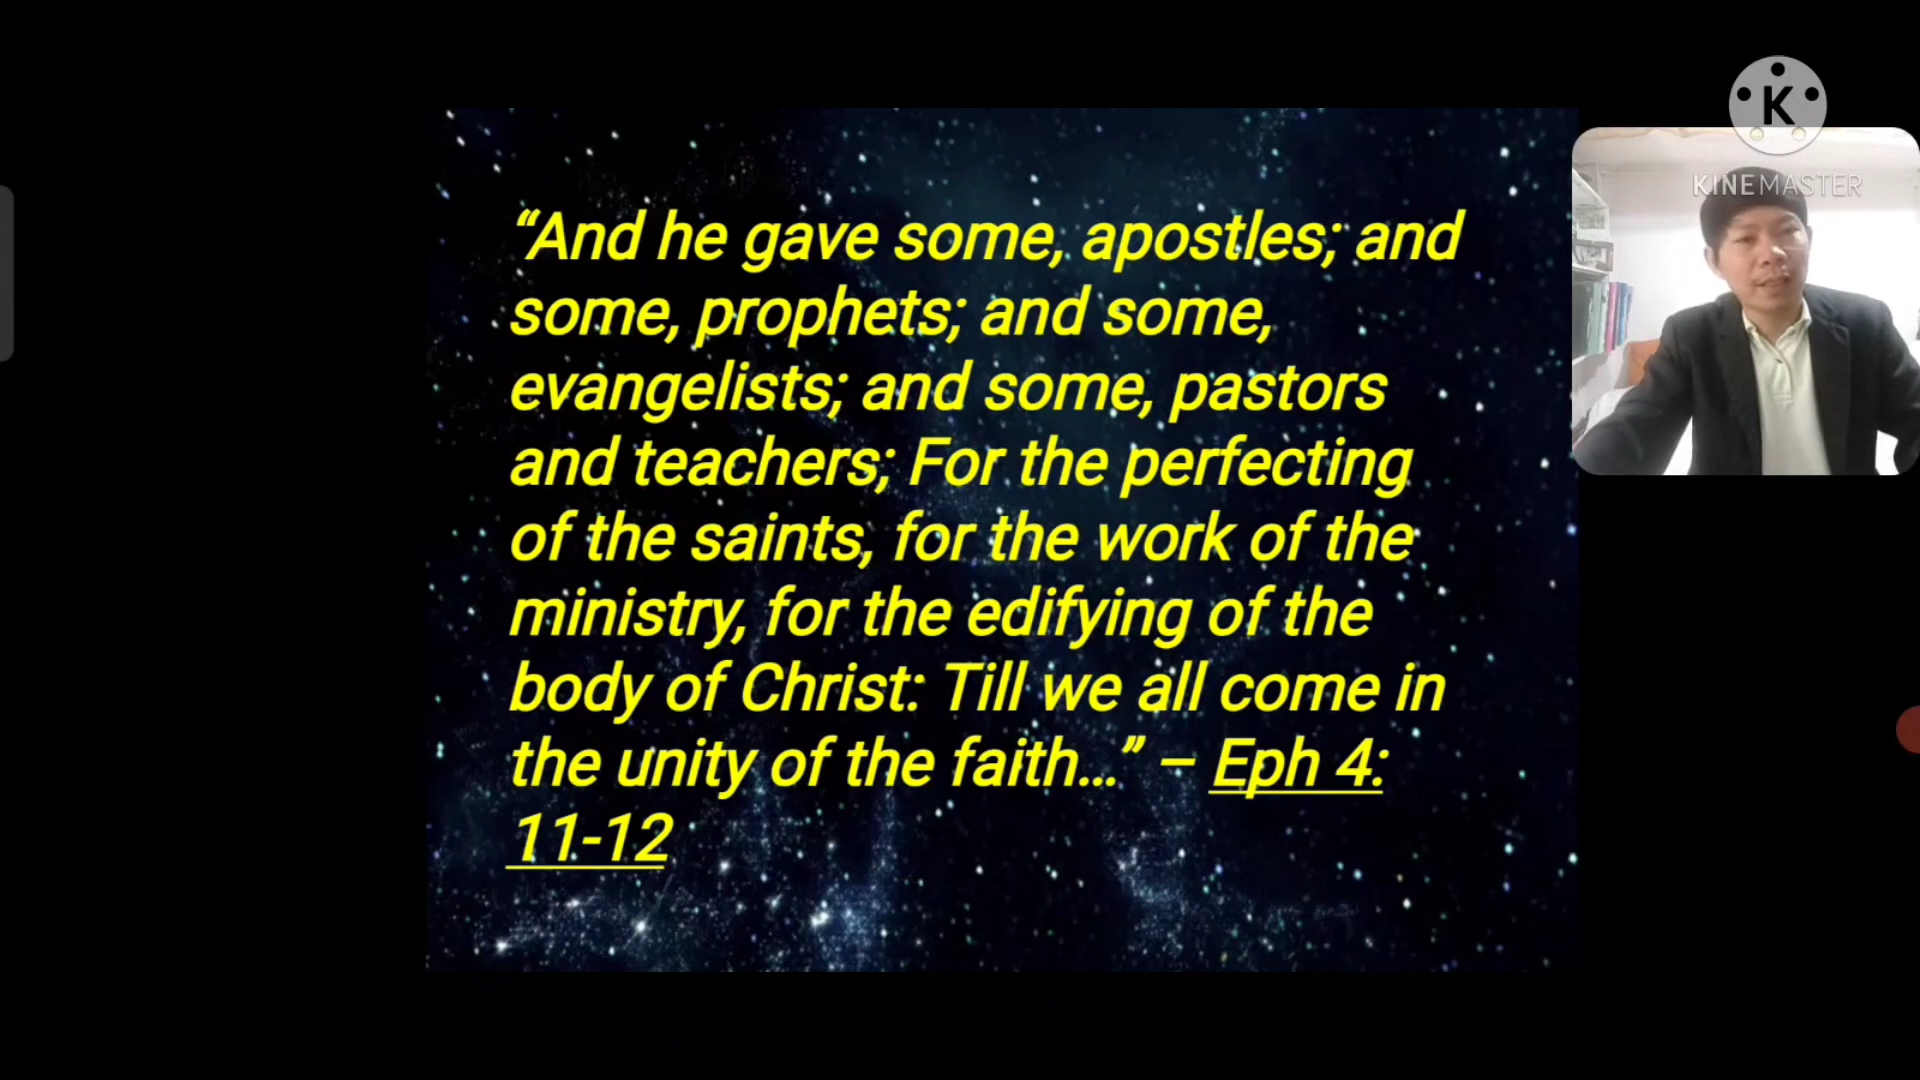 “And he gave some, apostles; and
some, prophets; and some,
evangelists; and some, pastors
and teachers; For the perfecting
of the saints, for the work of the
ministry, for the edifying of the
body of Christ: Till we all come in
the unity of the faith…” – Eph 4:
11-12
K
KINEMASTER